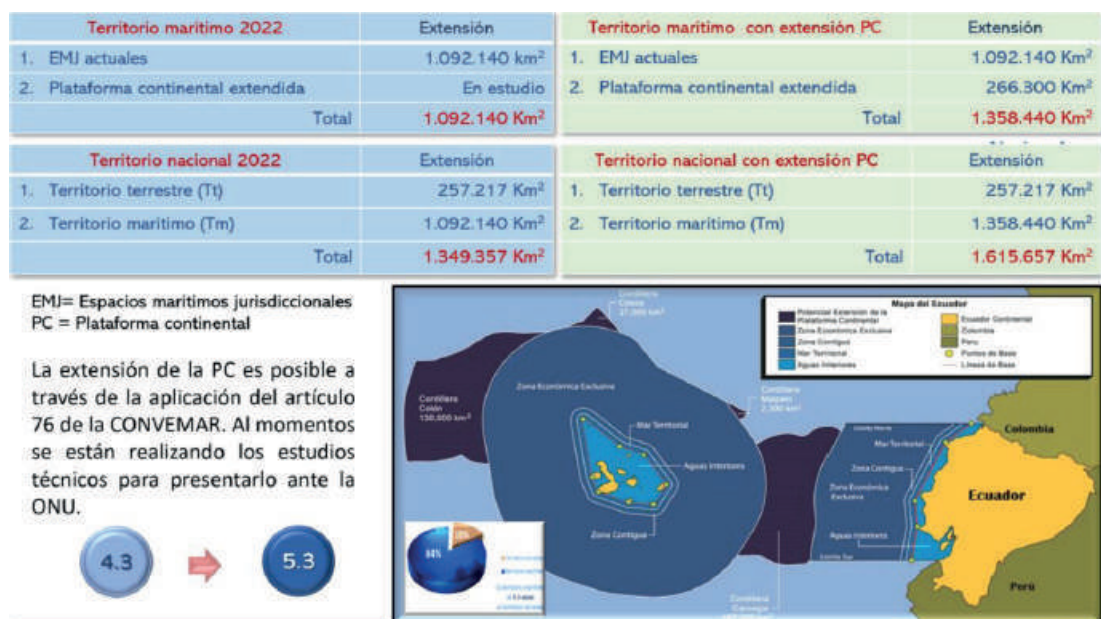 Territorio marítimo 2022 Extensión
1. EMJ actuales 1.092.140 km²
2. Plataforma continental extendida En estudio
Total 1.092.140 Km²
Territorio marítimo con extensión PC Extensión
1. EMJ actuales 1.092.140 Km²
2. Plataforma continental extendida 266.300 Km²
Total 1.358.440 Km²
Territorio nacional 2022 Extensión
1. Territorio terrestre (Tt) 257.217 Km²
2. Territorio marítimo (Tm) 1.092.140 Km²
Total 1.349.357 Km²
Territorio nacional con extensión PC Extensión
1. Territorio terrestre (Tt) 257.217 Km²
2. Territorio marítimo (Tm) 1.358.440 Km²
Total 1.615.657 Km²
EMJ= Espacios marítimos jurisdiccionales
PC = Plataforma continental
La extensión de la PC es posible a
través de la aplicación del artículo
76 de la CONVEMAR. Al momentos
se están realizando los estudios
técnicos para presentarlo ante la
ONU.
4.3
5.3
Mapa del Ecuador
Potencial Extensión de la
Plataforma Continental
Zona Económica Exclusiva
Zona Contigua
Mar Territorial
Aguas Interiores
Ecuador Continental
Colombia
Perú
Puntos de Base
Líneas de Base
Cordillera
Colón
Zona Económica Exclusiva
Mar Territorial
Aguas Interiores
Zona Contigua
Cordillera
Límite Norte
Mar Territorial
Zona Contigua
Zona Económica
Exclusiva
Aguas Interiores
Límite Sur
Colombia
Ecuador
Perú
Cordillera
84%